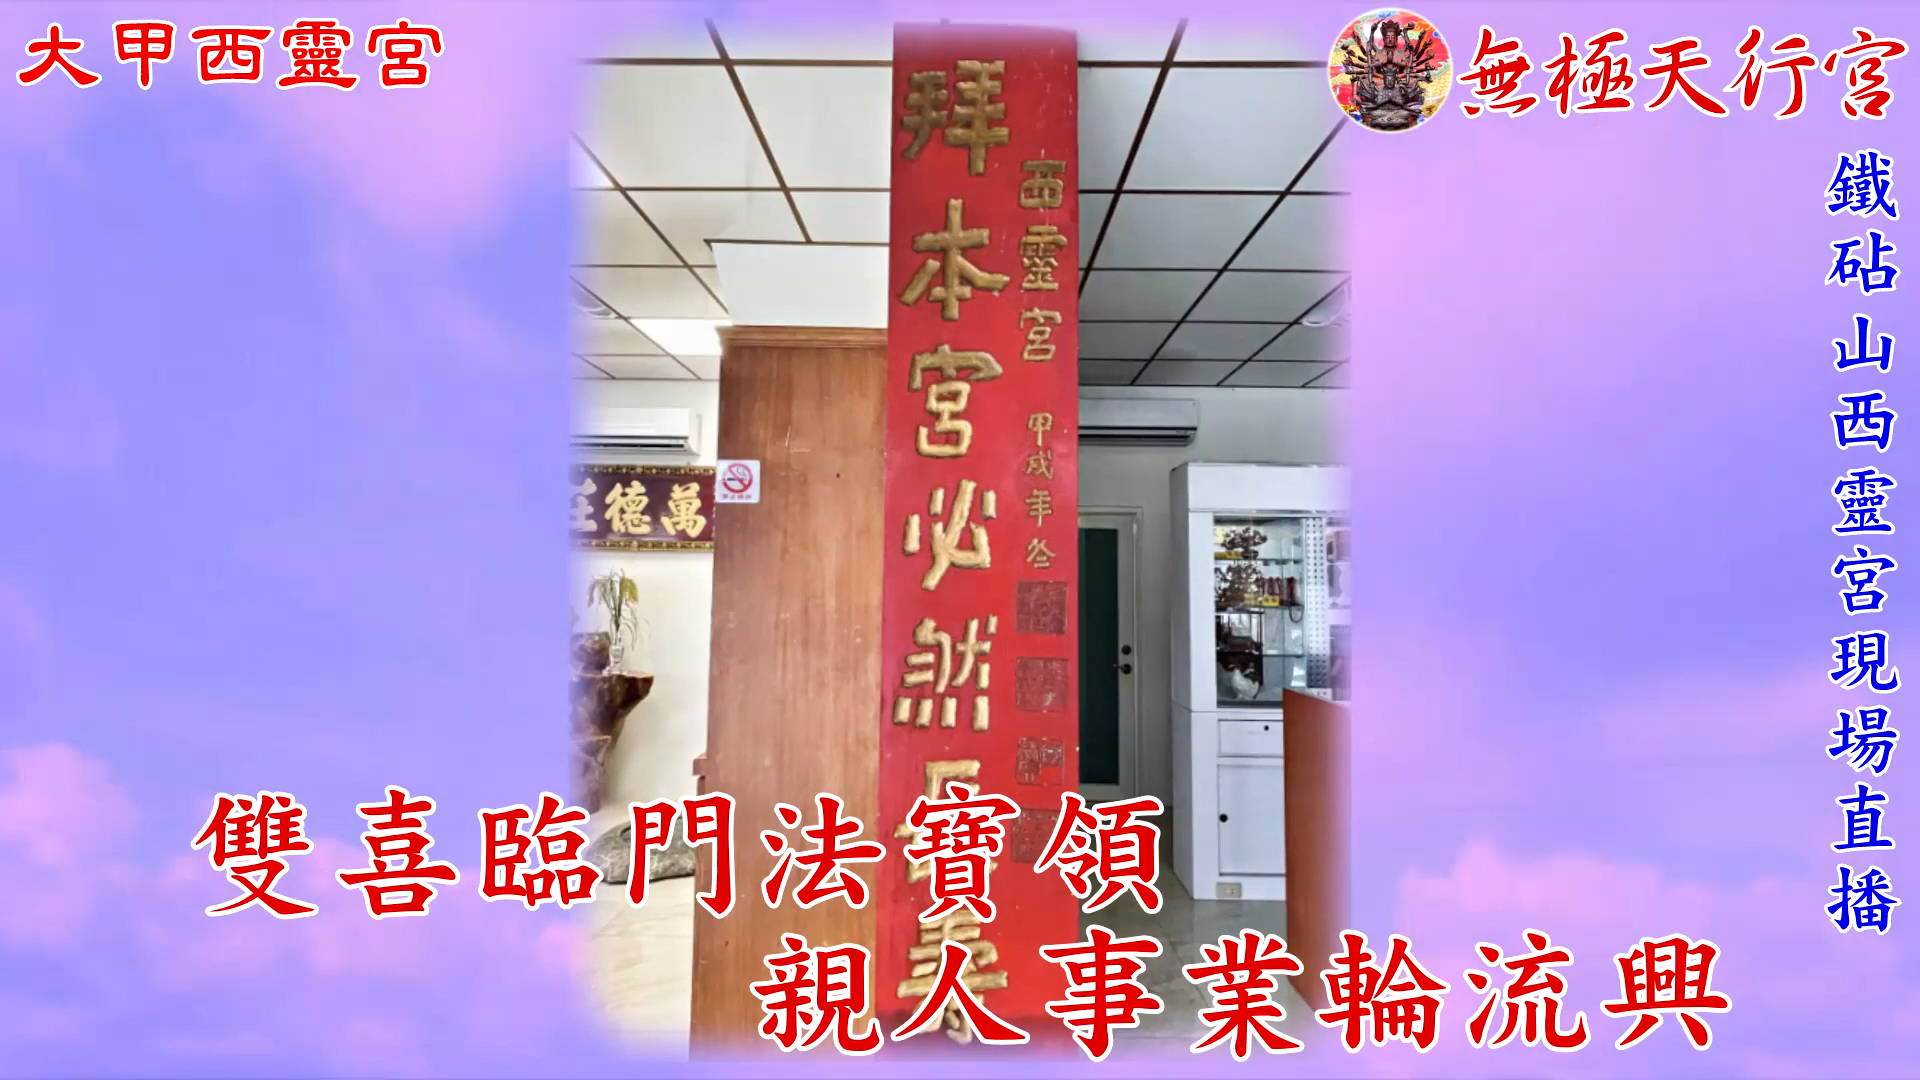 大甲西靈宮
無極天行宮
鐵砧山西靈宮現場直播
西靈宮 甲戌年冬
拜本宮必然長壽
萬德
雙喜臨門法寶領
親人事業輪流興